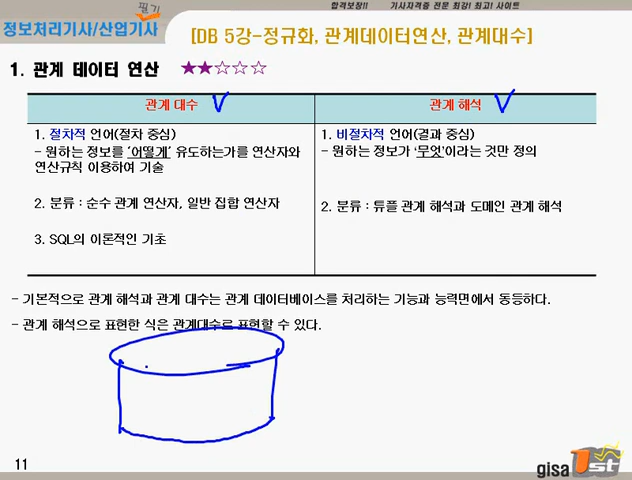 합격보장!! 기사자격증 전문 최강! 최고! 사이트
필기
정보처리기사/산업기사
[DB 5강-정규화, 관계데이터연산, 관계대수]
1. 관계 데이터 연산 ★★☆☆☆
관계 대수
1. 절차적 언어(절차 중심)
- 원하는 정보를 '어떻게' 유도하는가를 연산자와
연산규칙 이용하여 기술
2. 분류 : 순수 관계 연산자, 일반 집합 연산자
3. SQL의 이론적인 기초
관계 해석
1. 비절차적 언어(결과 중심)
- 원하는 정보가 '무엇'이라는 것만 정의
2. 분류 : 튜플 관계 해석과 도메인 관계 해석
- 기본적으로 관계 해석과 관계 대수는 관계 데이터베이스를 처리하는 기능과 능력면에서 동등하다.
- 관계 해석으로 표현한 식은 관계대수로 표현할 수 있다.
11
gisa 1st